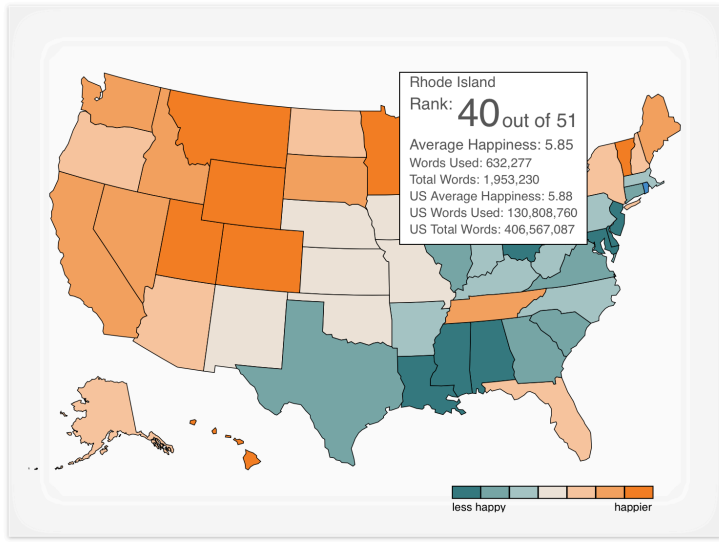 Rhode Island
Rank: 40 out of 51
Average Happiness: 5.85
Words Used: 632,277
Total Words: 1,953,230
US Average Happiness: 5.88
US Words Used: 130,808,760
US Total Words: 406,567,087
less happy happier